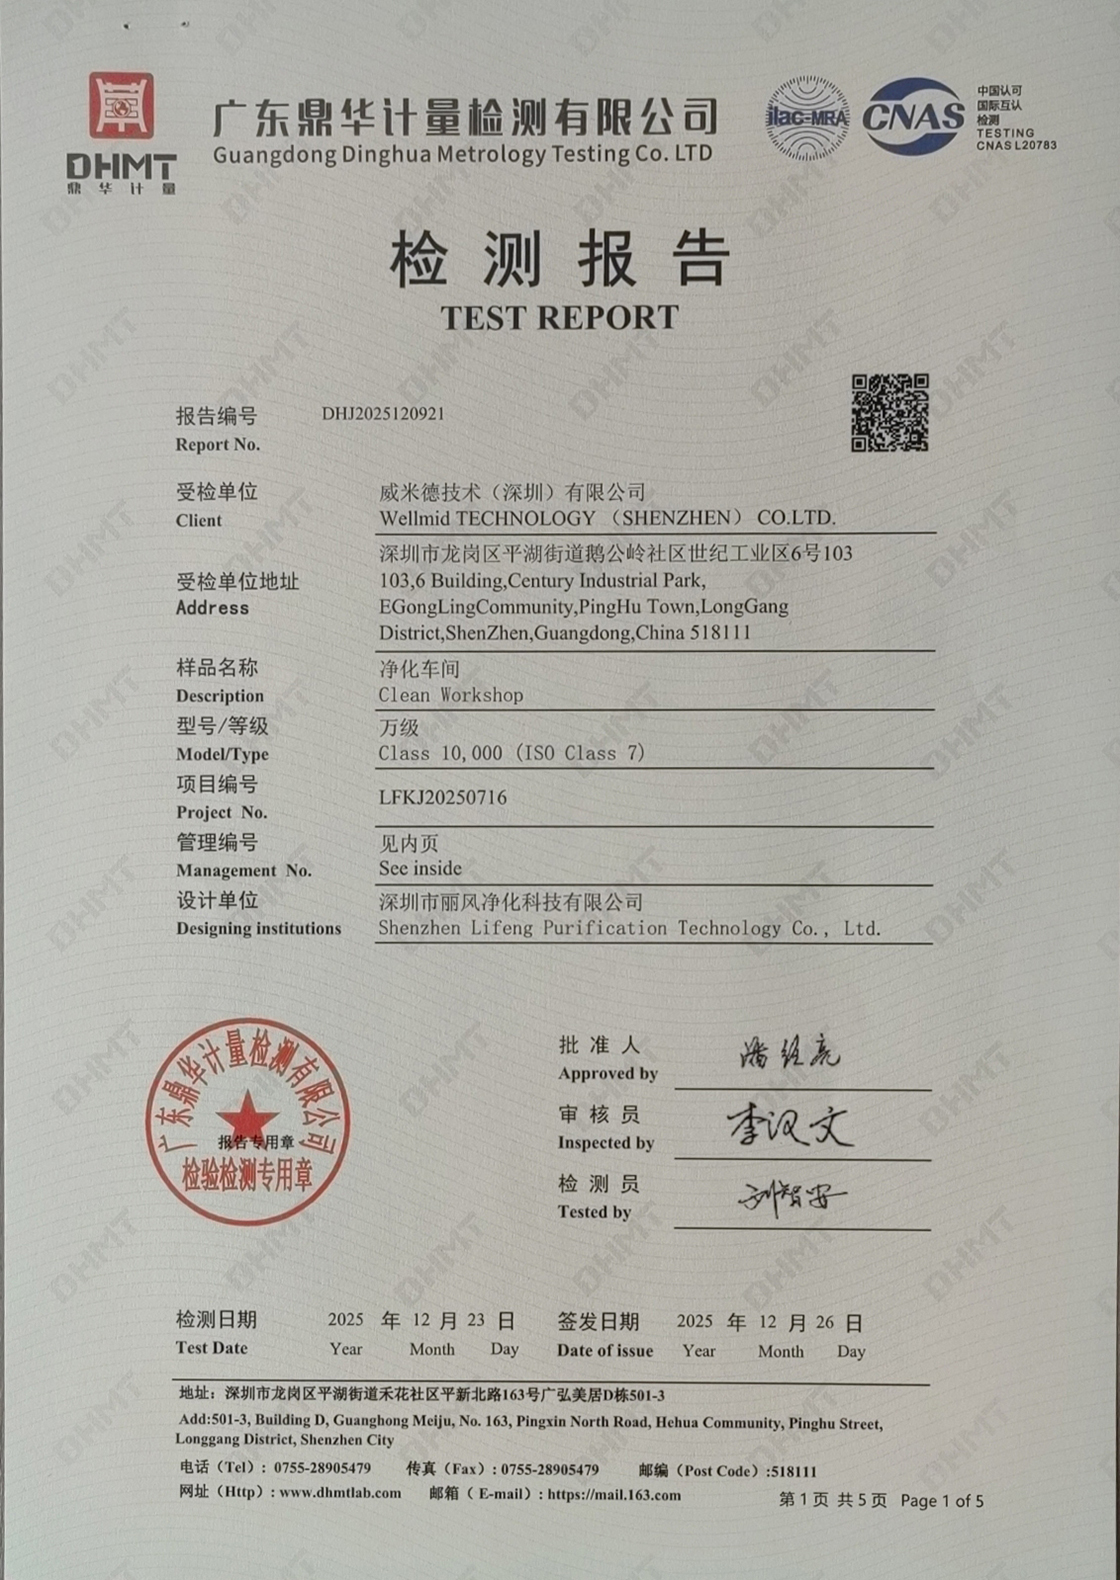 DHMT
鼎华计量
广东鼎华计量检测有限公司
Guangdong Dinghua Metrology Testing Co. LTD
ilac-MRA
CNAS
中国认可
国际互认
检测
TESTING
CNAS L20783
检测报告
TEST REPORT
报告编号 DHJ2025120921
Report No.
受检单位 威米德技术（深圳）有限公司
Client Wellmid TECHNOLOGY （SHENZHEN） CO.LTD.
深圳市龙岗区平湖街道鹅公岭社区世纪工业区6号103
受检单位地址 103,6 Building,Century Industrial Park,
Address EGongLingCommunity,PingHu Town,LongGang
District,ShenZhen,Guangdong,China 518111
样品名称 净化车间
Description Clean Workshop
型号/等级 万级
Model/Type Class 10,000 (ISO Class 7)
项目编号 LFKJ20250716
Project No.
管理编号 见内页
Management No. See inside
设计单位 深圳市丽风净化科技有限公司
Designing institutions Shenzhen Lifeng Purification Technology Co., Ltd.
广东鼎华计量检测有限公司
报告专用章
检验检测专用章
批准人
Approved by
审核员 李汉文
Inspected by
检测员 刘智安
Tested by
检测日期 2025 年 12 月 23 日 签发日期 2025 年 12 月 26 日
Test Date Year Month Day Date of issue Year Month Day
地址：深圳市龙岗区平湖街道禾花社区平新北路163号广弘美居D栋501-3
Add:501-3, Building D, Guanghong Meiju, No. 163, Pingxin North Road, Hehua Community, Pinghu Street,
Longgang District, Shenzhen City
电话（Tel）: 0755-28905479 传真（Fax）: 0755-28905479 邮编（Post Code）:518111
网址（Http）: www.dhmtlab.com 邮箱（ E-mail）: https://mail.163.com
第 1 页 共 5 页 Page 1 of 5